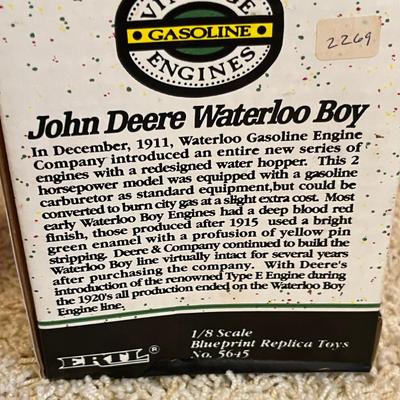 GASOLINE
ENGINES
2269
John Deere Waterloo Boy
In December, 1911, Waterloo Gasoline Engine
Company introduced an entire new series of
engines with a redesigned water hopper. This 2
horsepower model was equipped with a gasoline
carburetor as standard equipment,but could be
converted to burn city gas at a slight extra cost. Most
early Waterloo Boy Engines had a deep blood red
finish, those produced after 1915 used a bright
green enamel with a profusion of yellow pin
stripping. Deere & Company continued to build the
Waterloo Boy line virtually intact for several years
after purchasing the company. With Deere's
introduction of the renowned Type E Engine during
the 1920's all production ended on the Waterloo Boy
Engine line.
1/8 Scale
Blueprint Replica Toys
No. 5645
ERTL®